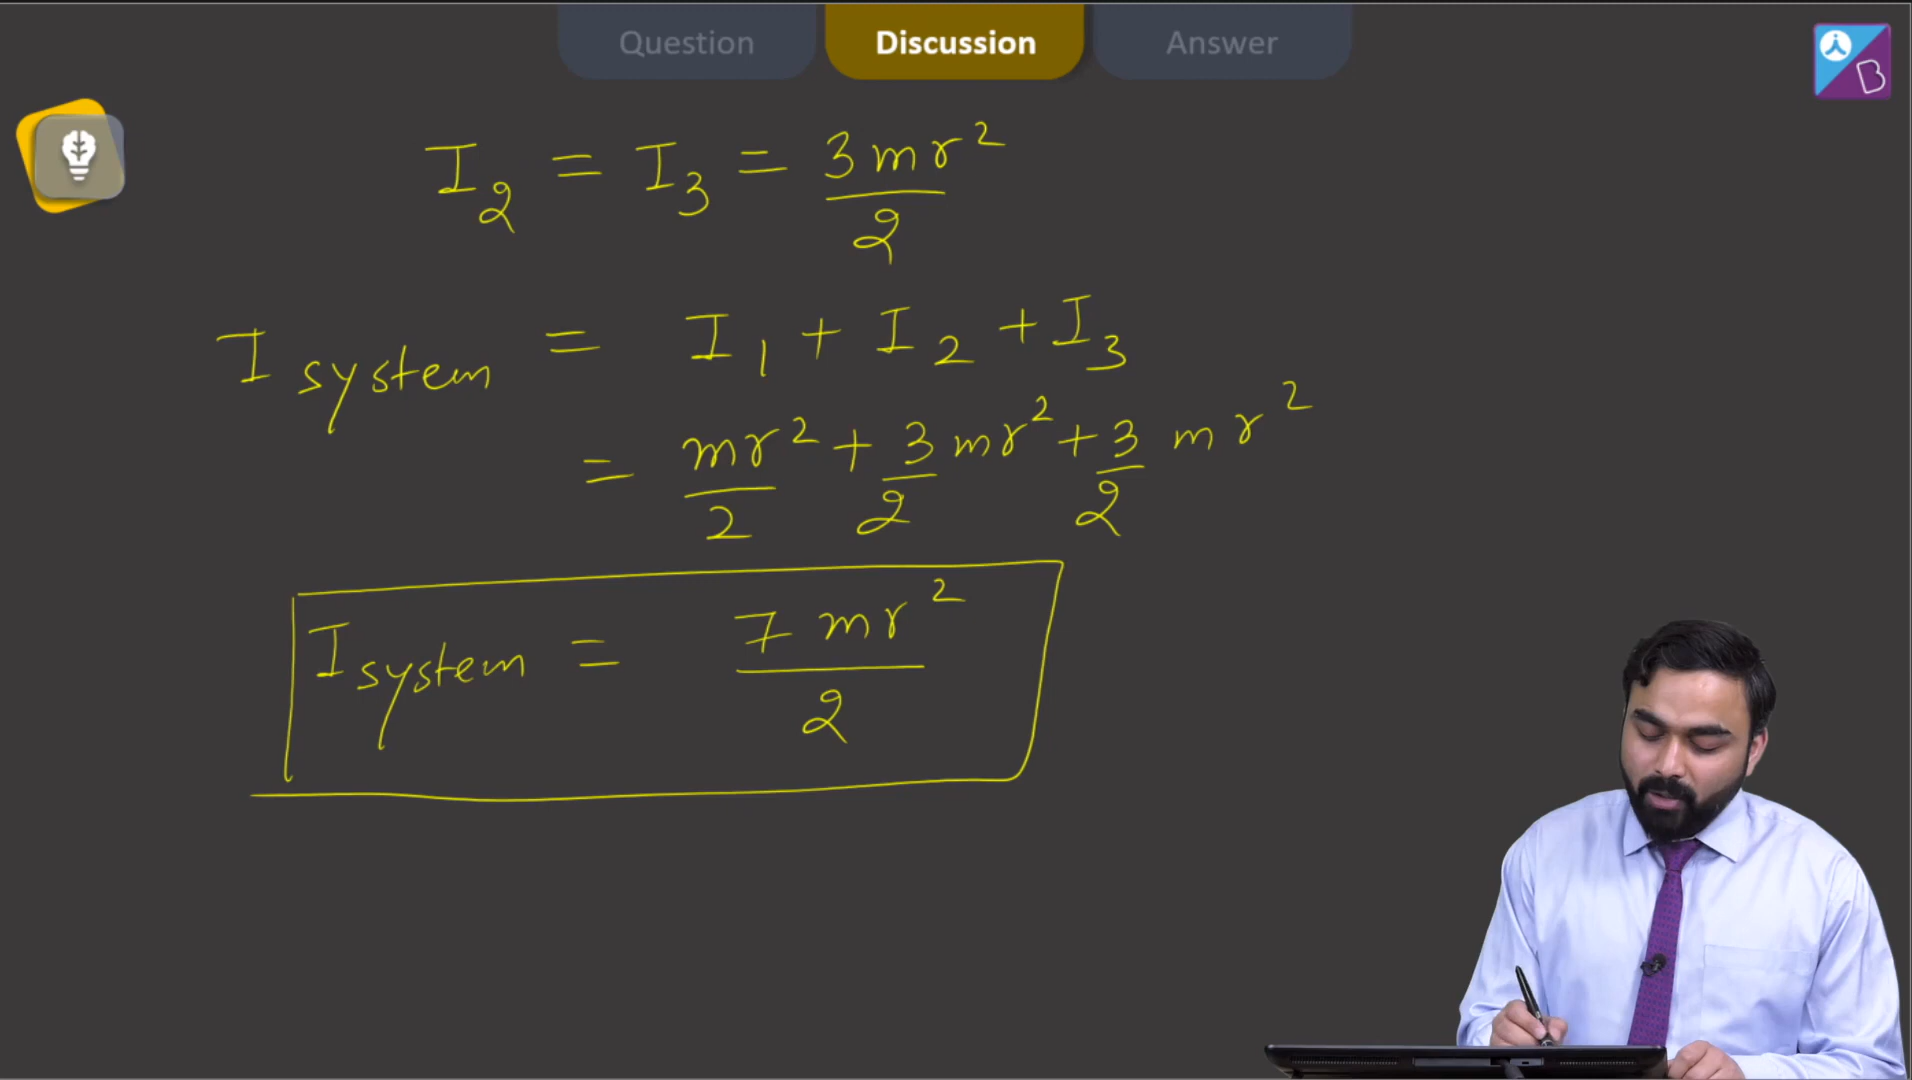 Question Discussion Answer
I₂ = I₃ = 3mr²/2
I system = I₁ + I₂ + I₃
= mr²/2 + 3/2 mr² + 3/2 mr²
I system = 7mr²/2
B